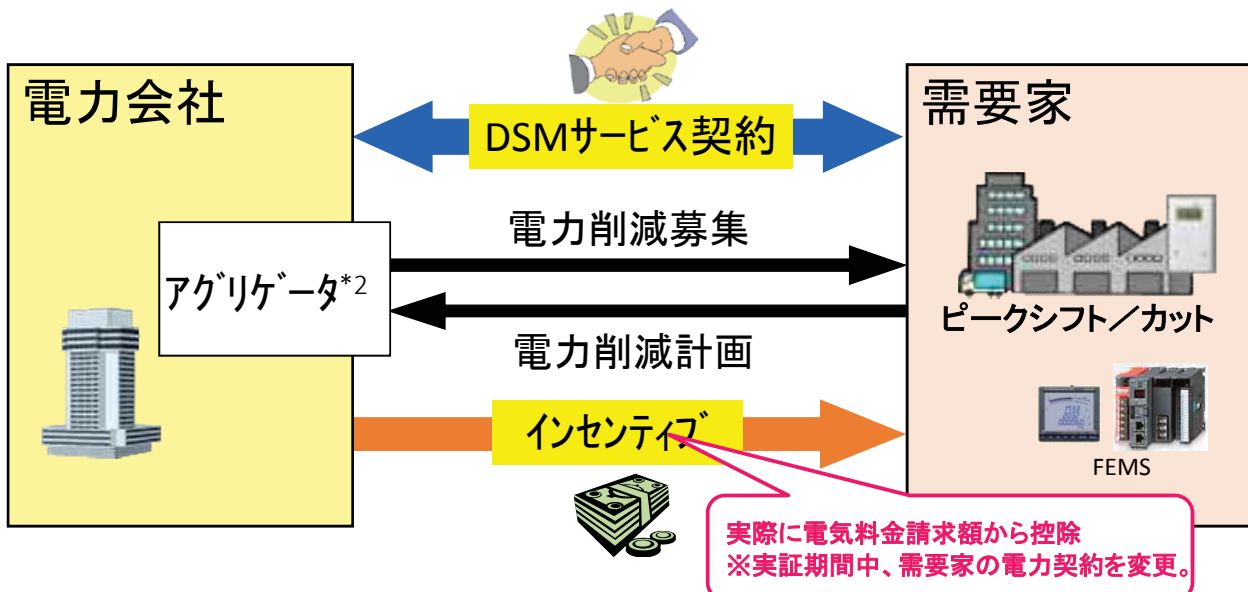 電力会社
需要家
DSMサービス契約
電力削減募集
アグリゲータ*2
電力削減計画
ピークシフト／カット
インセンティブ
FEMS
実際に電気料金請求額から控除
※実証期間中、需要家の電力契約を変更。